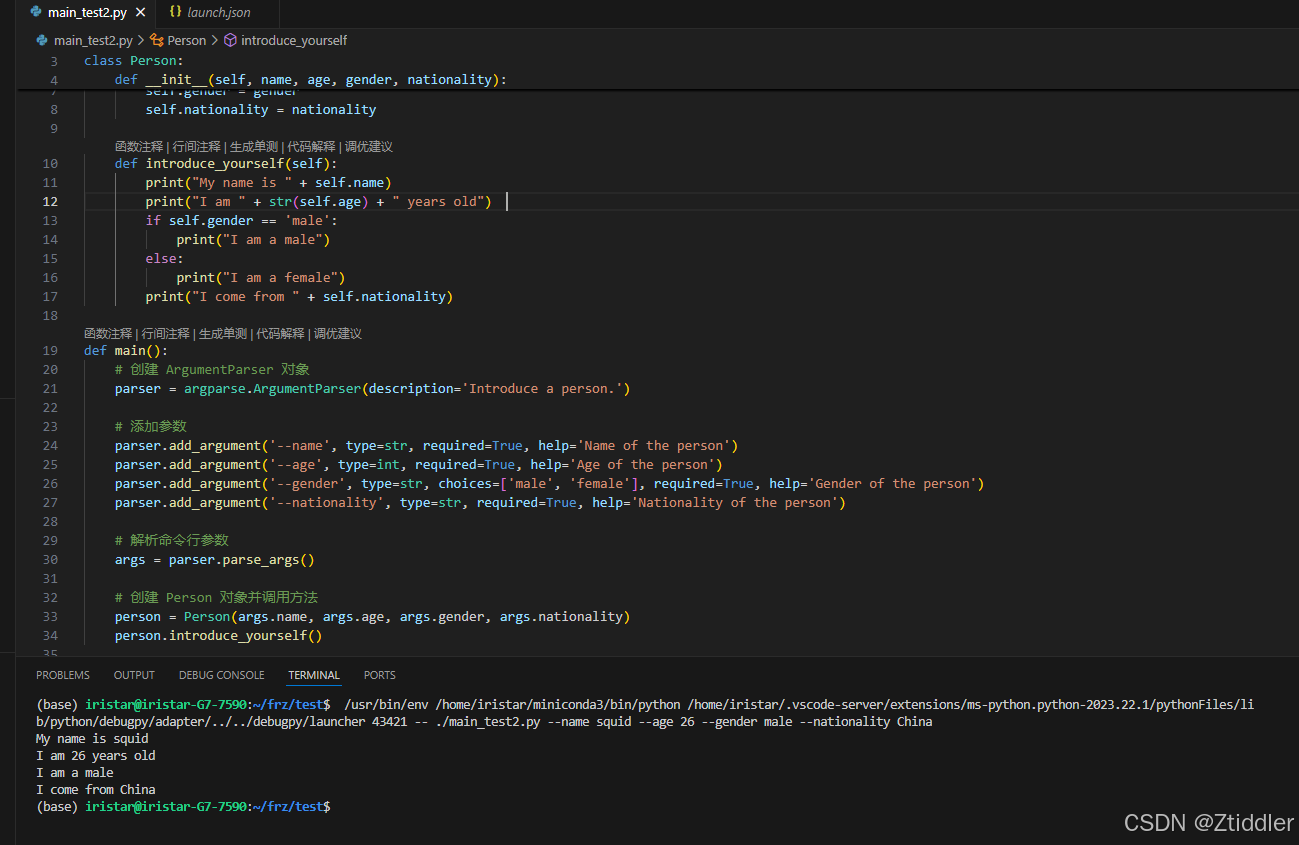 main_test2.py × {} launch.json
main_test2.py > Person > introduce_yourself
3 class Person:
4 def __init__(self, name, age, gender, nationality):
7 self.gender = gender
8 self.nationality = nationality
9
函数注释 | 行间注释 | 生成单测 | 代码解释 | 调优建议
10 def introduce_yourself(self):
11 print("My name is " + self.name)
12 print("I am " + str(self.age) + " years old")
13 if self.gender == 'male':
14 print("I am a male")
15 else:
16 print("I am a female")
17 print("I come from " + self.nationality)
18
函数注释 | 行间注释 | 生成单测 | 代码解释 | 调优建议
19 def main():
20 # 创建 ArgumentParser 对象
21 parser = argparse.ArgumentParser(description='Introduce a person.')
22
23 # 添加参数
24 parser.add_argument('--name', type=str, required=True, help='Name of the person')
25 parser.add_argument('--age', type=int, required=True, help='Age of the person')
26 parser.add_argument('--gender', type=str, choices=['male', 'female'], required=True, help='Gender of the person')
27 parser.add_argument('--nationality', type=str, required=True, help='Nationality of the person')
28
29 # 解析命令行参数
30 args = parser.parse_args()
31
32 # 创建 Person 对象并调用方法
33 person = Person(args.name, args.age, args.gender, args.nationality)
34 person.introduce_yourself()
35
PROBLEMS OUTPUT DEBUG CONSOLE TERMINAL PORTS
(base) iristar@iristar-G7-7590:~/frz/test$ /usr/bin/env /home/iristar/miniconda3/bin/python /home/iristar/.vscode-server/extensions/ms-python.python-2023.22.1/pythonFiles/li
b/python/debugpy/adapter/../../debugpy/launcher 43421 -- ./main_test2.py --name squid --age 26 --gender male --nationality China
My name is squid
I am 26 years old
I am a male
I come from China
(base) iristar@iristar-G7-7590:~/frz/test$
CSDN @Ztiddler